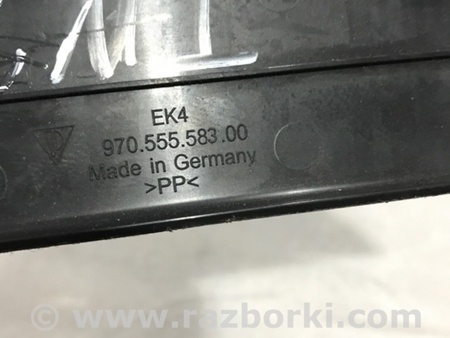 EK4
970.555.583.00
Made in Germany
>PP<
© www.razborki.com